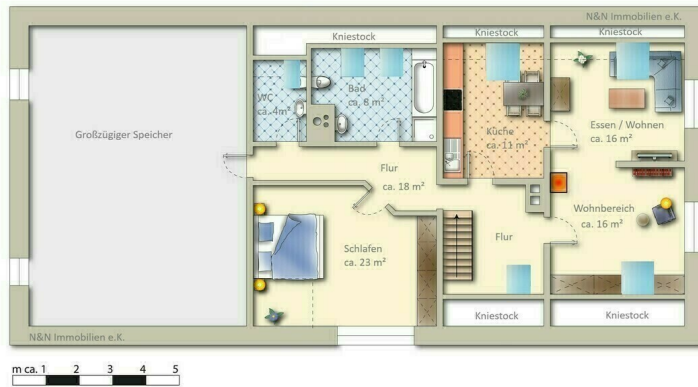 N&N Immobilien e.K.
Kniestock
Kniestock
Kniestock
Großzügiger Speicher
WC
ca. 4m²
Bad
ca. 8 m²
Küche
ca. 11 m²
Essen / Wohnen
ca. 16 m²
Flur
ca. 18 m²
Wohnbereich
ca. 16 m²
Schlafen
ca. 23 m²
Flur
Kniestock
Kniestock
N&N Immobilien e.K.
m ca. 1 2 3 4 5